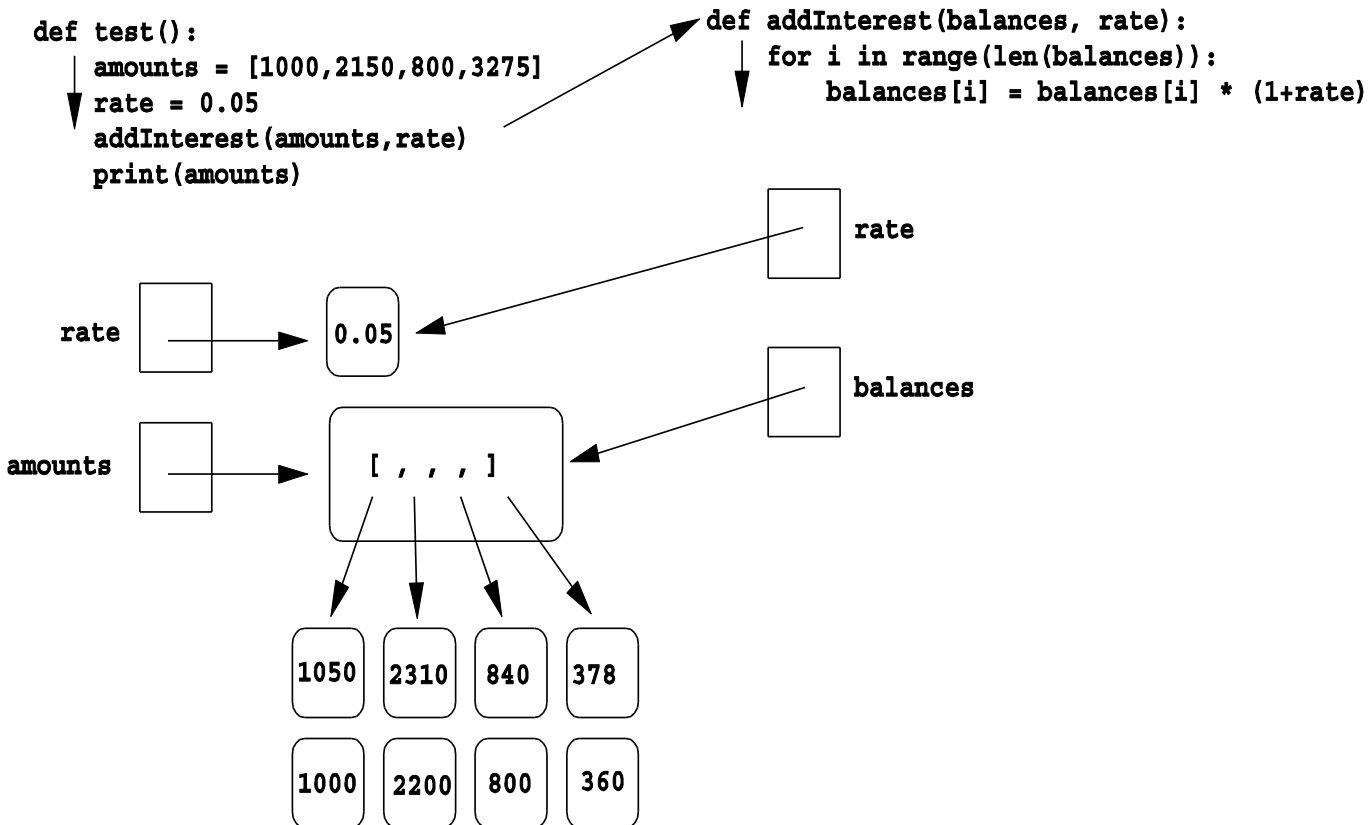 def test():
amounts = [1000,2150,800,3275]
rate = 0.05
addInterest(amounts,rate)
print(amounts)
def addInterest(balances, rate):
for i in range(len(balances)):
balances[i] = balances[i] * (1+rate)
rate
rate
0.05
balances
amounts
[ , , , ]
1050 2310 840 378
1000 2200 800 360